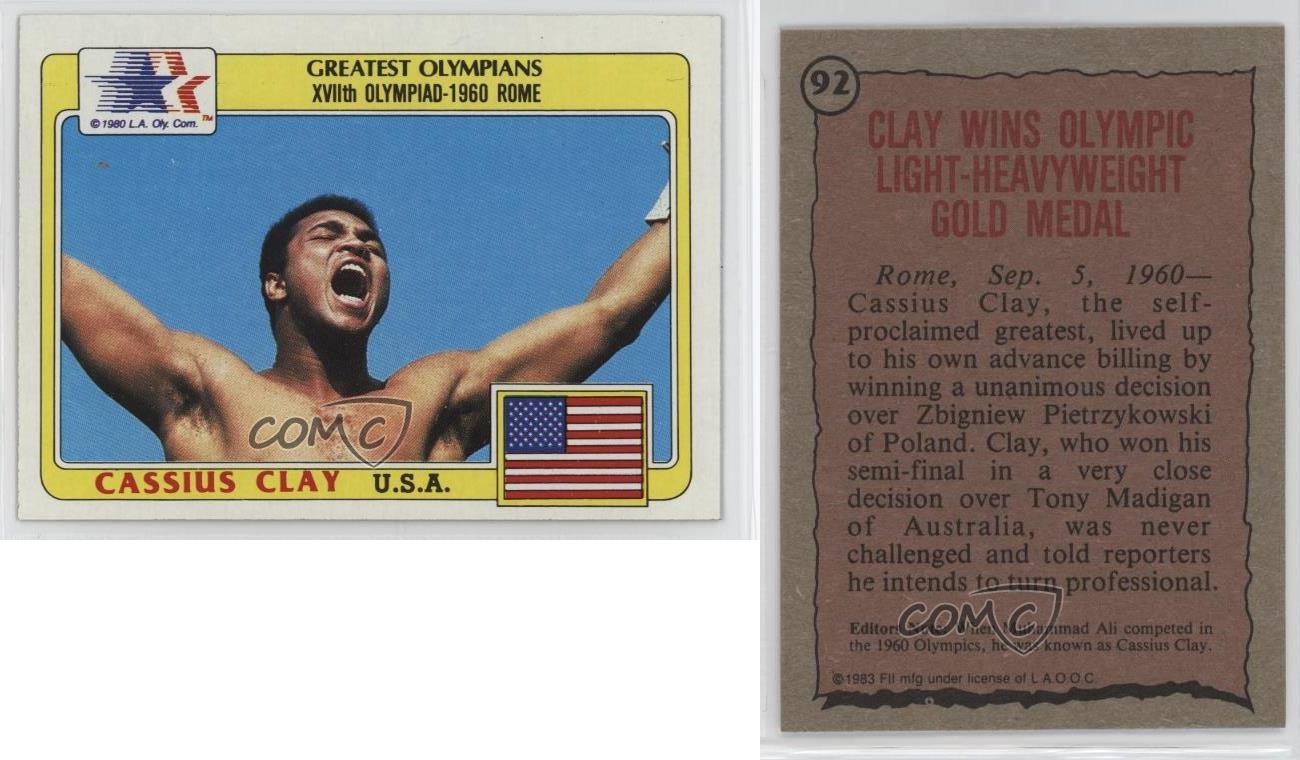 GREATEST OLYMPIANS
XVIIth OLYMPIAD-1960 ROME
©1980 L.A. Oly. Com.™
COMC
CASSIUS CLAY U.S.A.
92
CLAY WINS OLYMPIC
LIGHT-HEAVYWEIGHT
GOLD MEDAL
Rome, Sep. 5, 1960—
Cassius Clay, the self-
proclaimed greatest, lived up
to his own advance billing by
winning a unanimous decision
over Zbigniew Pietrzykowski
of Poland. Clay, who won his
semi-final in a very close
decision over Tony Madigan
of Australia, was never
challenged and told reporters
he intends to turn professional.
COMC
Editors Note: When Muhammad Ali competed in
the 1960 Olympics, he was known as Cassius Clay.
©1983 FII mfg under license of L.A.O.O.C.